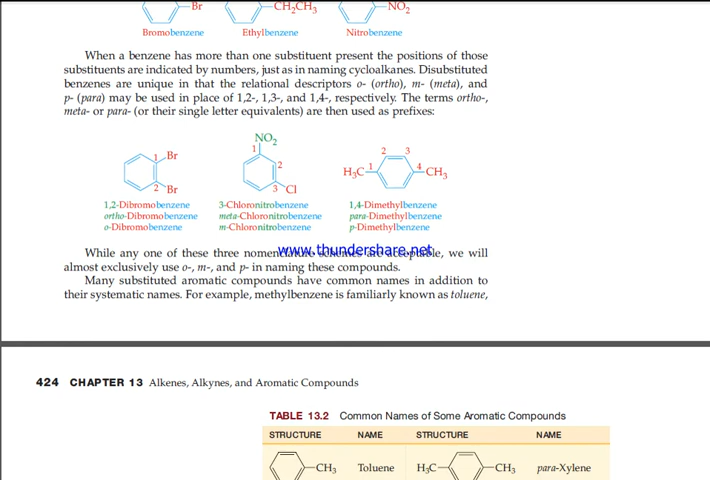 Br CH2CH3 NO2
Bromobenzene Ethylbenzene Nitrobenzene
When a benzene has more than one substituent present the positions of those
substituents are indicated by numbers, just as in naming cycloalkanes. Disubstituted
benzenes are unique in that the relational descriptors o- (ortho), m- (meta), and
p- (para) may be used in place of 1,2-, 1,3-, and 1,4-, respectively. The terms ortho-,
meta- or para- (or their single letter equivalents) are then used as prefixes:
NO2
1 Br 1 2 3
2 H3C 1 4 CH3
2 Br 3 Cl
1,2-Dibromobenzene 3-Chloronitrobenzene 1,4-Dimethylbenzene
ortho-Dibromobenzene meta-Chloronitrobenzene para-Dimethylbenzene
o-Dibromobenzene m-Chloronitrobenzene p-Dimethylbenzene
www.thundershare.net
While any one of these three nomenclature schemes are acceptable, we will
almost exclusively use o-, m-, and p- in naming these compounds.
Many substituted aromatic compounds have common names in addition to
their systematic names. For example, methylbenzene is familiarly known as toluene,
424 CHAPTER 13 Alkenes, Alkynes, and Aromatic Compounds
TABLE 13.2 Common Names of Some Aromatic Compounds
STRUCTURE NAME STRUCTURE NAME
CH3 Toluene H3C CH3 para-Xylene